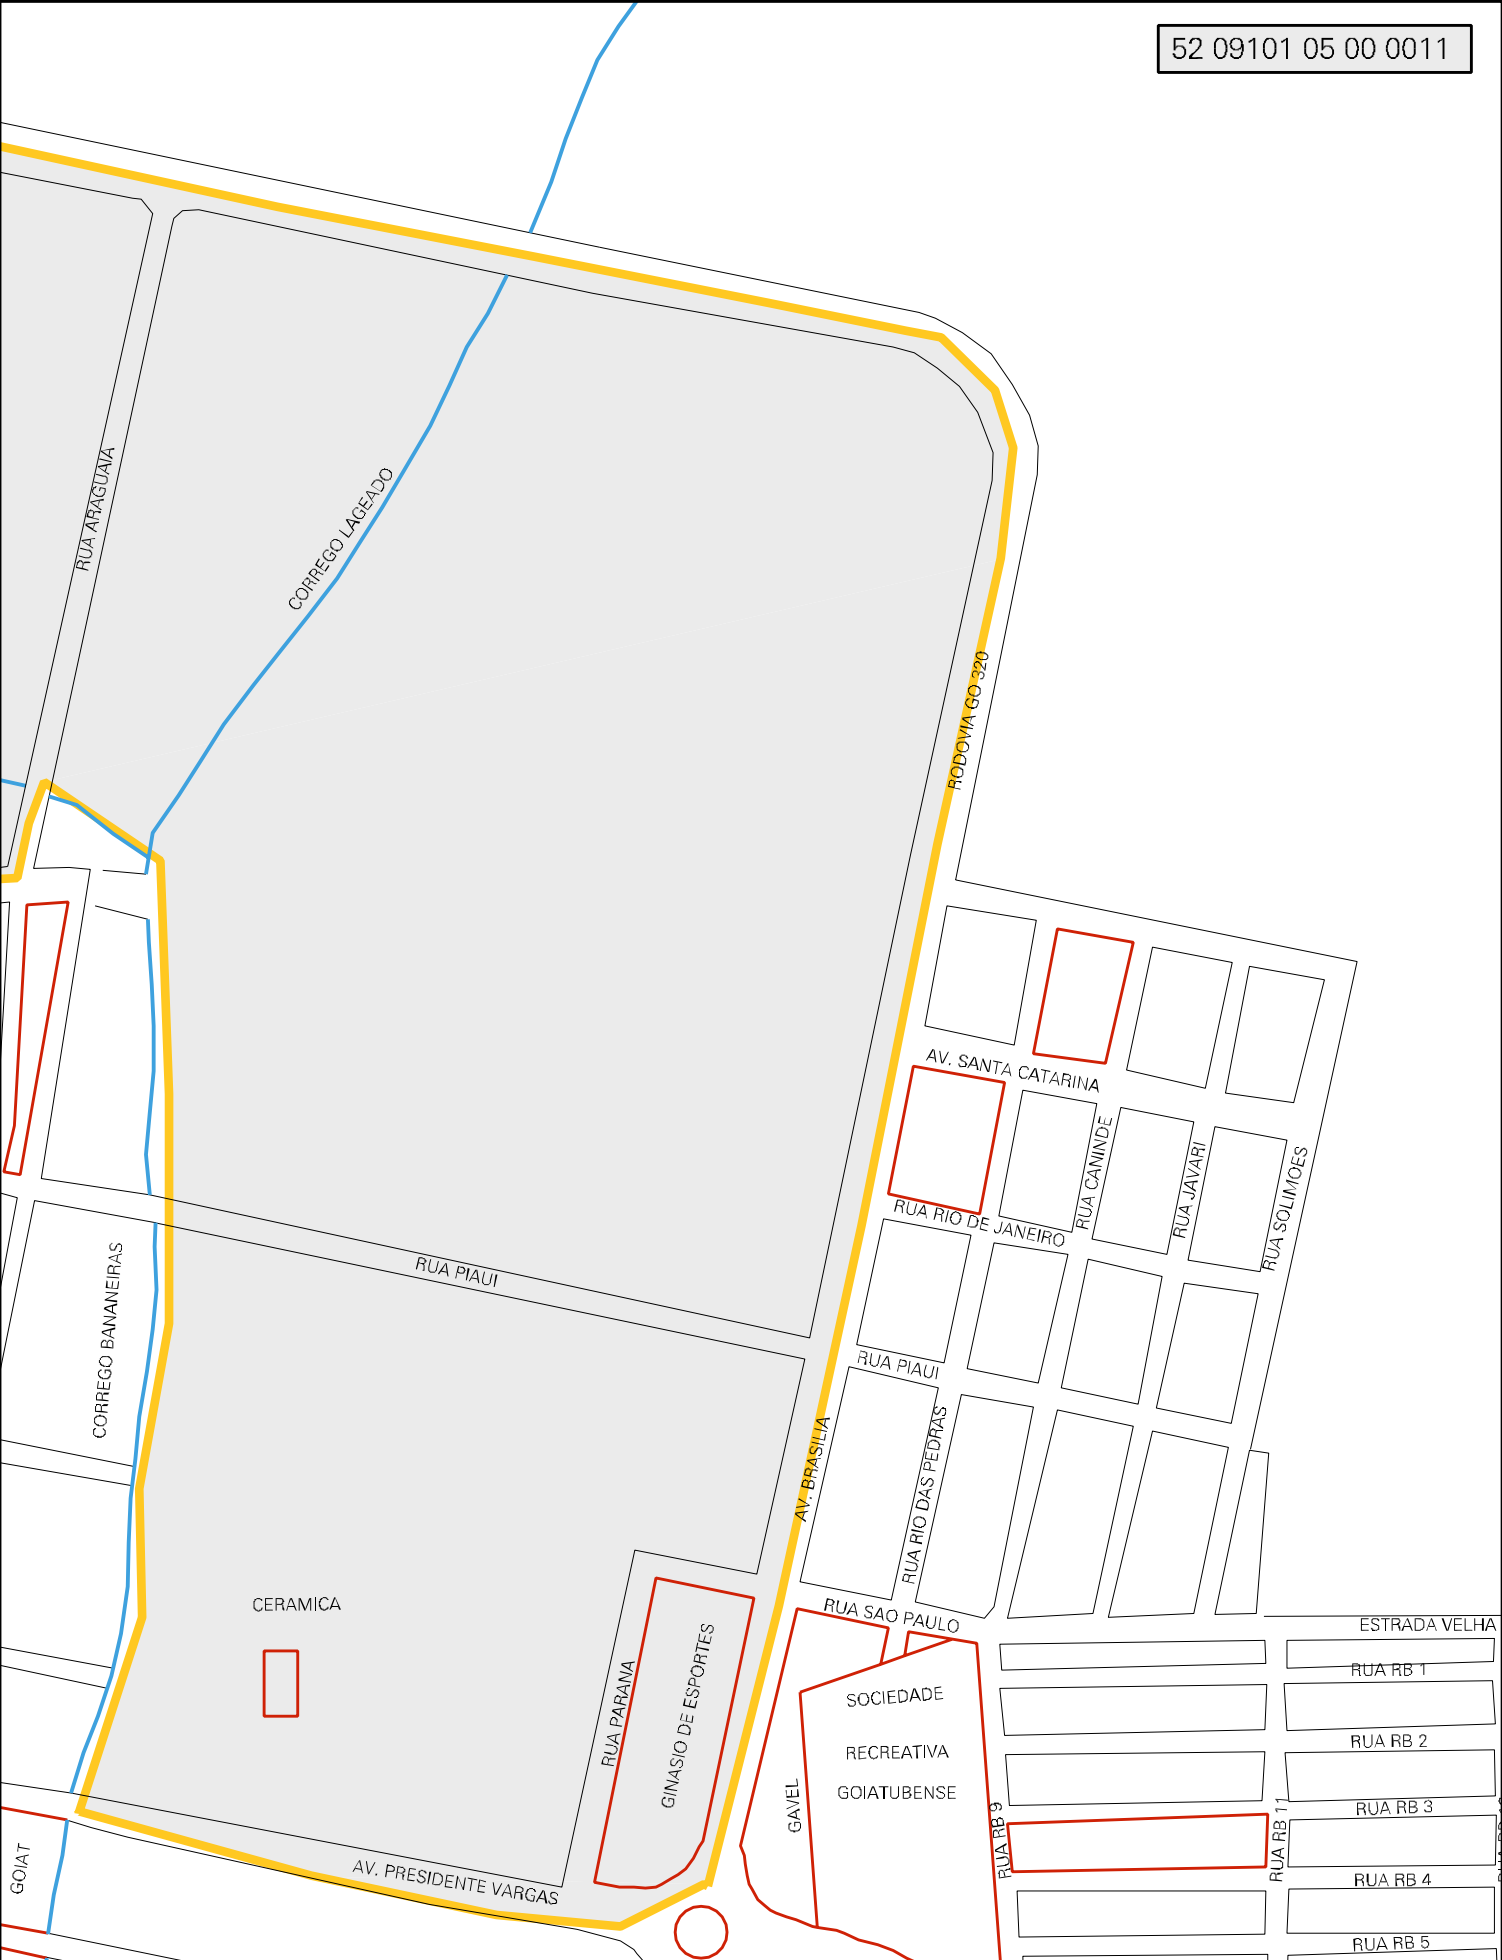 52 09101 05 00 0011
RUA ARAGUAIA
CORREGO LAGEADO
RODOVIA GO 320
AV. SANTA CATARINA
RUA CANINDE
RUA JAVARI
RUA SOLIMOES
RUA RIO DE JANEIRO
CORREGO BANANEIRAS
RUA PIAUI
RUA PIAUI
AV. BRASILIA
RUA RIO DAS PEDRAS
CERAMICA
RUA SAO PAULO
ESTRADA VELHA
RUA PARANA
GINASIO DE ESPORTES
SOCIEDADE
RECREATIVA
GOIATUBENSE
GAVEL
RUA RB 9
RUA RB 11
RUA RB 1
RUA RB 2
RUA RB 3
RUA RB 4
RUA RB 5
GOIAT
AV. PRESIDENTE VARGAS